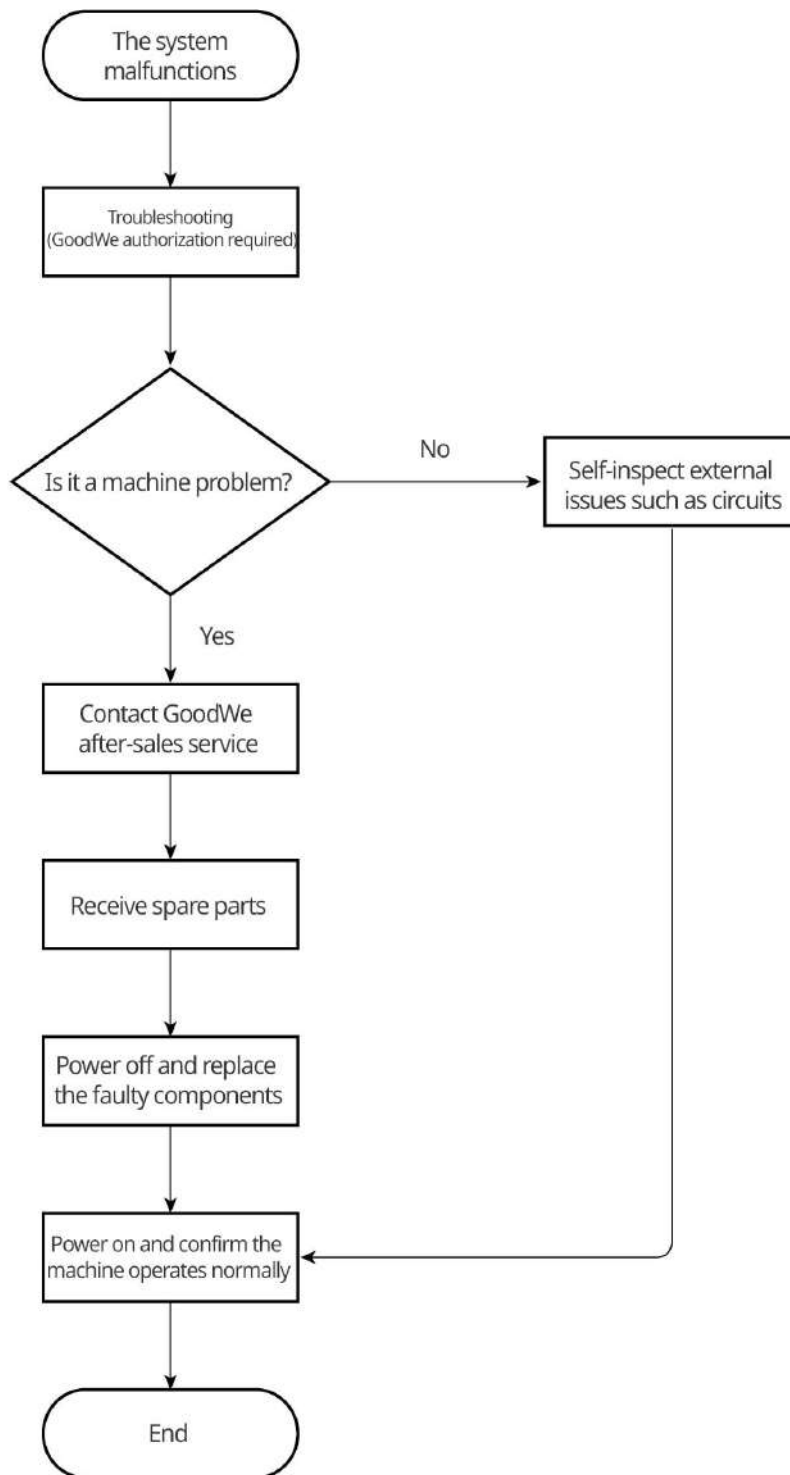 The system
malfunctions
Troubleshooting
(GoodWe authorization required)
Is it a machine problem?
No
Self-inspect external
issues such as circuits
Yes
Contact GoodWe
after-sales service
Receive spare parts
Power off and replace
the faulty components
Power on and confirm the
machine operates normally
End